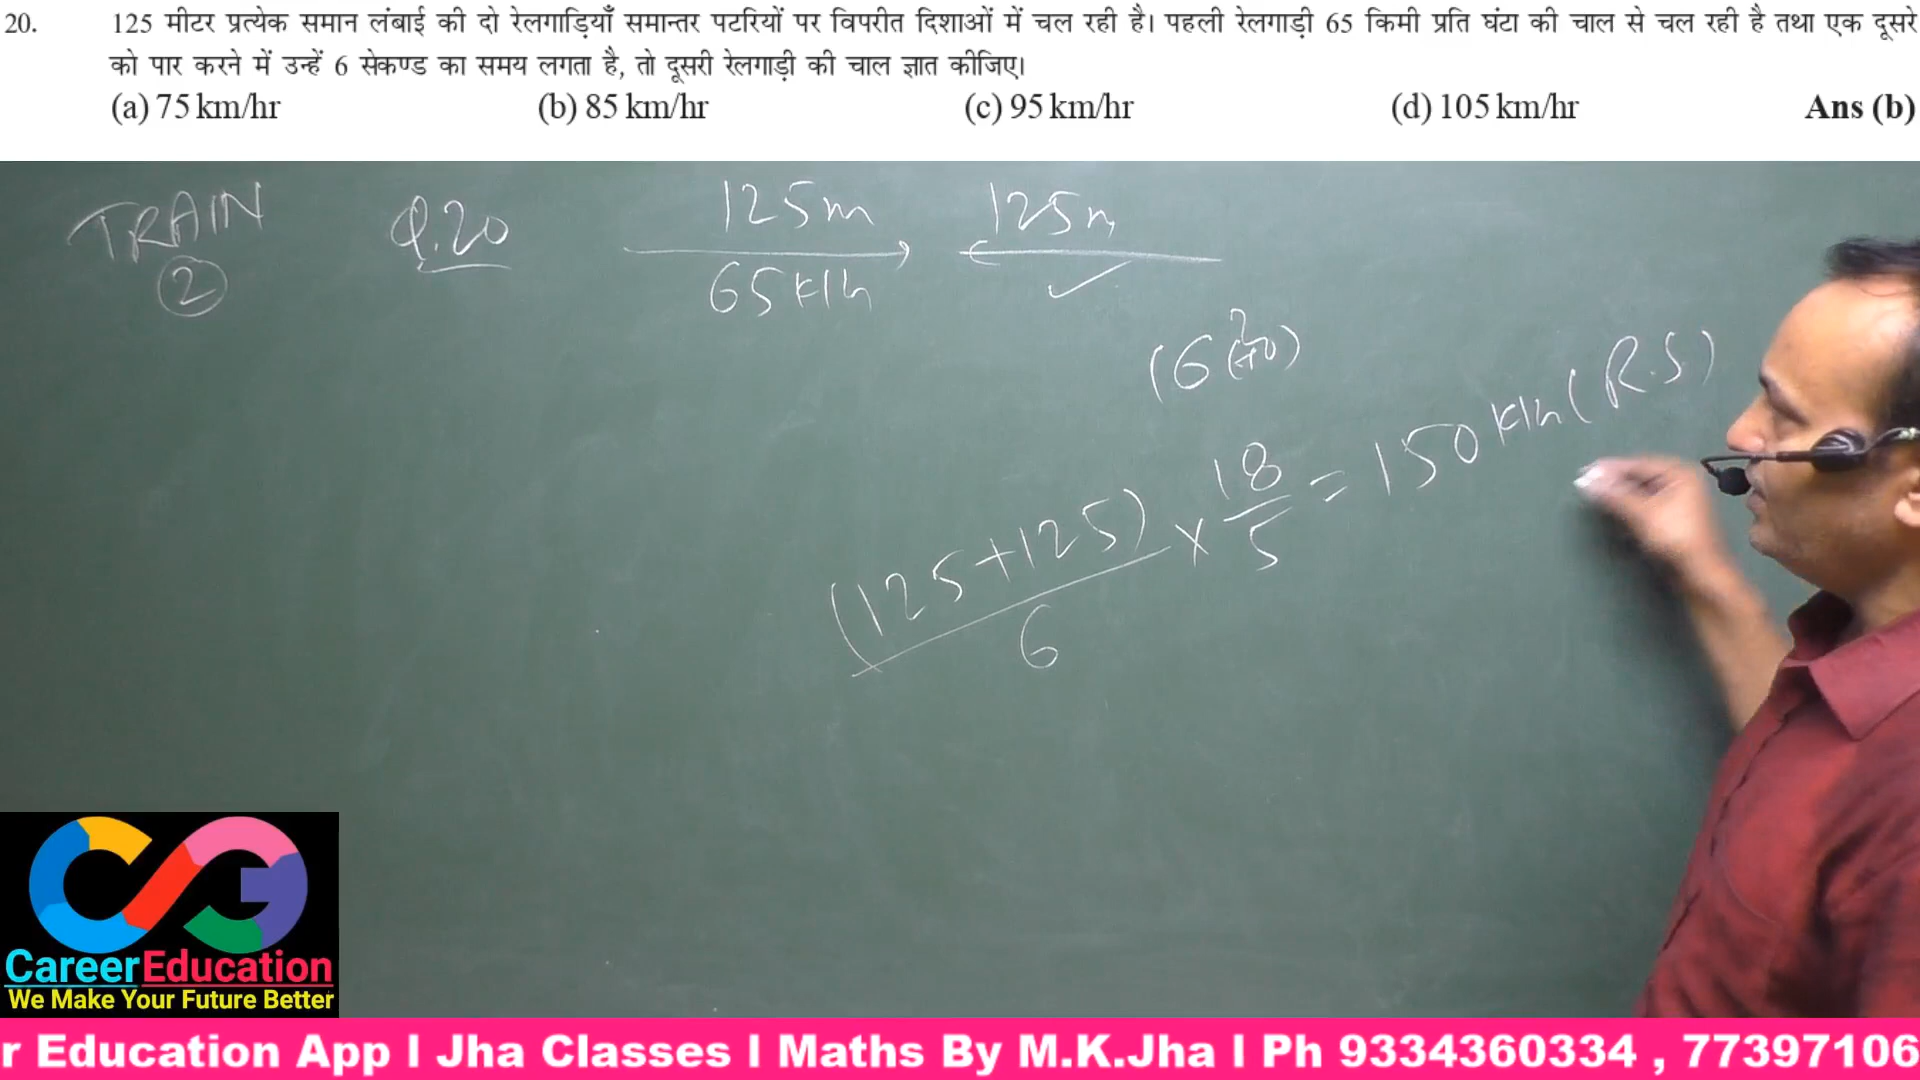 20. 125 मीटर प्रत्येक समान लंबाई की दो रेलगाड़ियाँ समान्तर पटरियों पर विपरीत दिशाओं में चल रही है। पहली रेलगाड़ी 65 किमी प्रति घंटा की चाल से चल रही है तथा एक दूसरे
को पार करने में उन्हें 6 सेकण्ड का समय लगता है, तो दूसरी रेलगाड़ी की चाल ज्ञात कीजिए।
(a) 75 km/hr (b) 85 km/hr (c) 95 km/hr (d) 105 km/hr Ans (b)
TRAIN Q.20 125m 125m
② 65 k/h ✓
(6
(125+125)/6 × 18/5 = 150 k/h (R.S)
CareerEducation
We Make Your Future Better
r Education App I Jha Classes I Maths By M.K.Jha I Ph 9334360334 , 77397106